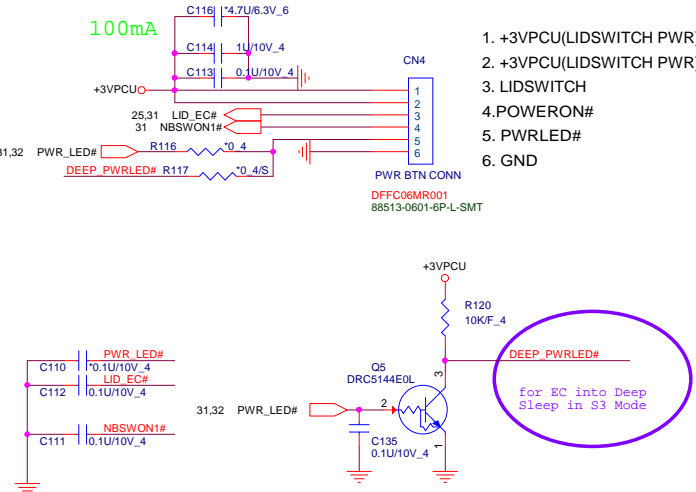 C116 *4.7U/6.3V_6
100mA
C114 1U/10V_4
C113 0.1U/10V_4
+3VPCU
CN4
1
2
3
4
5
6
25,31 LID_EC#
31 NBSWON1#
31,32 PWR_LED# R116 *0_4
DEEP_PWRLED# R117 *0_4/S
PWR BTN CONN
DFFC06MR001
88513-0601-6P-L-SMT
1. +3VPCU(LIDSWITCH PWR)
2. +3VPCU(LIDSWITCH PWR)
3. LIDSWITCH
4.POWERON#
5. PWRLED#
6. GND
+3VPCU
R120
10K/F_4
DEEP_PWRLED#
for EC into Deep
Sleep in S3 Mode
Q5
DRC5144E0L
3
2
1
31,32 PWR_LED#
C135
0.1U/10V_4
PWR_LED#
C110 *0.1U/10V_4
LID_EC#
C112 0.1U/10V_4
NBSWON1#
C111 0.1U/10V_4